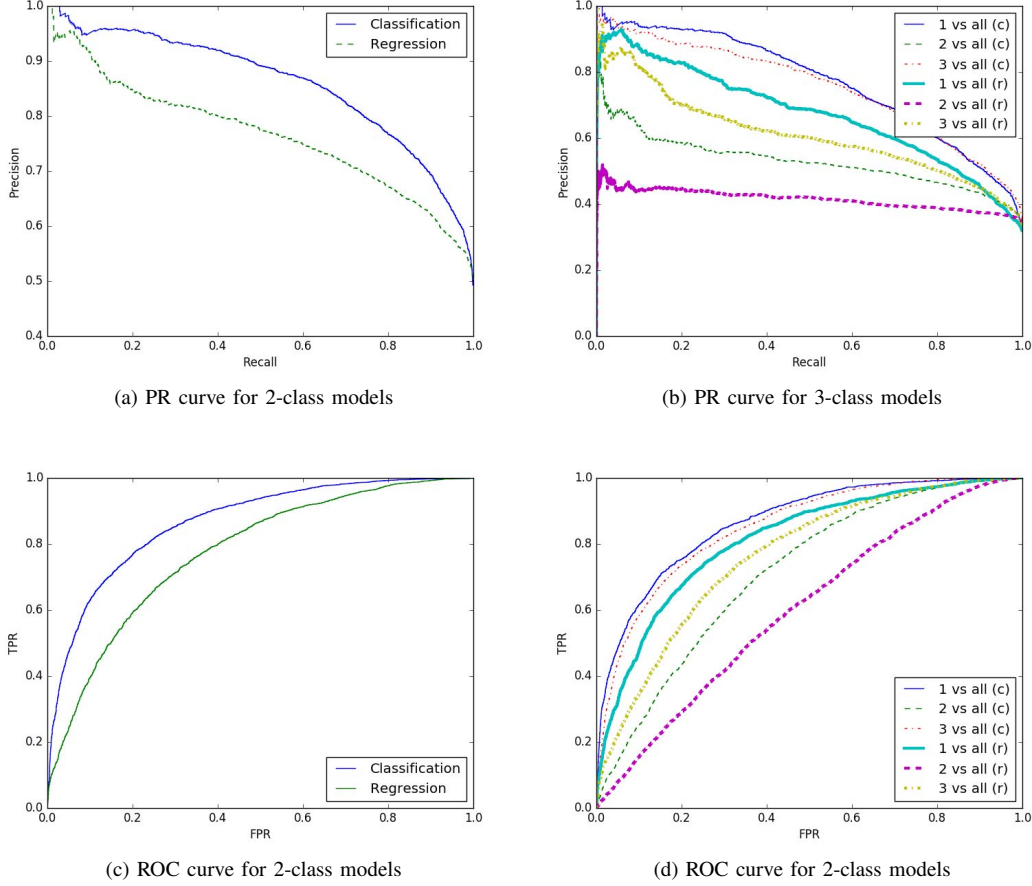 1.0
0.9
0.8
0.7
0.6
0.5
0.4
Precision
0.0 0.2 0.4 0.6 0.8 1.0
Recall
Classification
Regression
(a) PR curve for 2-class models
1.0
0.8
0.6
0.4
0.2
0.0
Precision
0.0 0.2 0.4 0.6 0.8 1.0
Recall
1 vs all (c)
2 vs all (c)
3 vs all (c)
1 vs all (r)
2 vs all (r)
3 vs all (r)
(b) PR curve for 3-class models
1.0
0.8
0.6
0.4
0.2
0.0
TPR
0.0 0.2 0.4 0.6 0.8 1.0
FPR
Classification
Regression
(c) ROC curve for 2-class models
1.0
0.8
0.6
0.4
0.2
0.0
TPR
0.0 0.2 0.4 0.6 0.8 1.0
FPR
1 vs all (c)
2 vs all (c)
3 vs all (c)
1 vs all (r)
2 vs all (r)
3 vs all (r)
(d) ROC curve for 2-class models